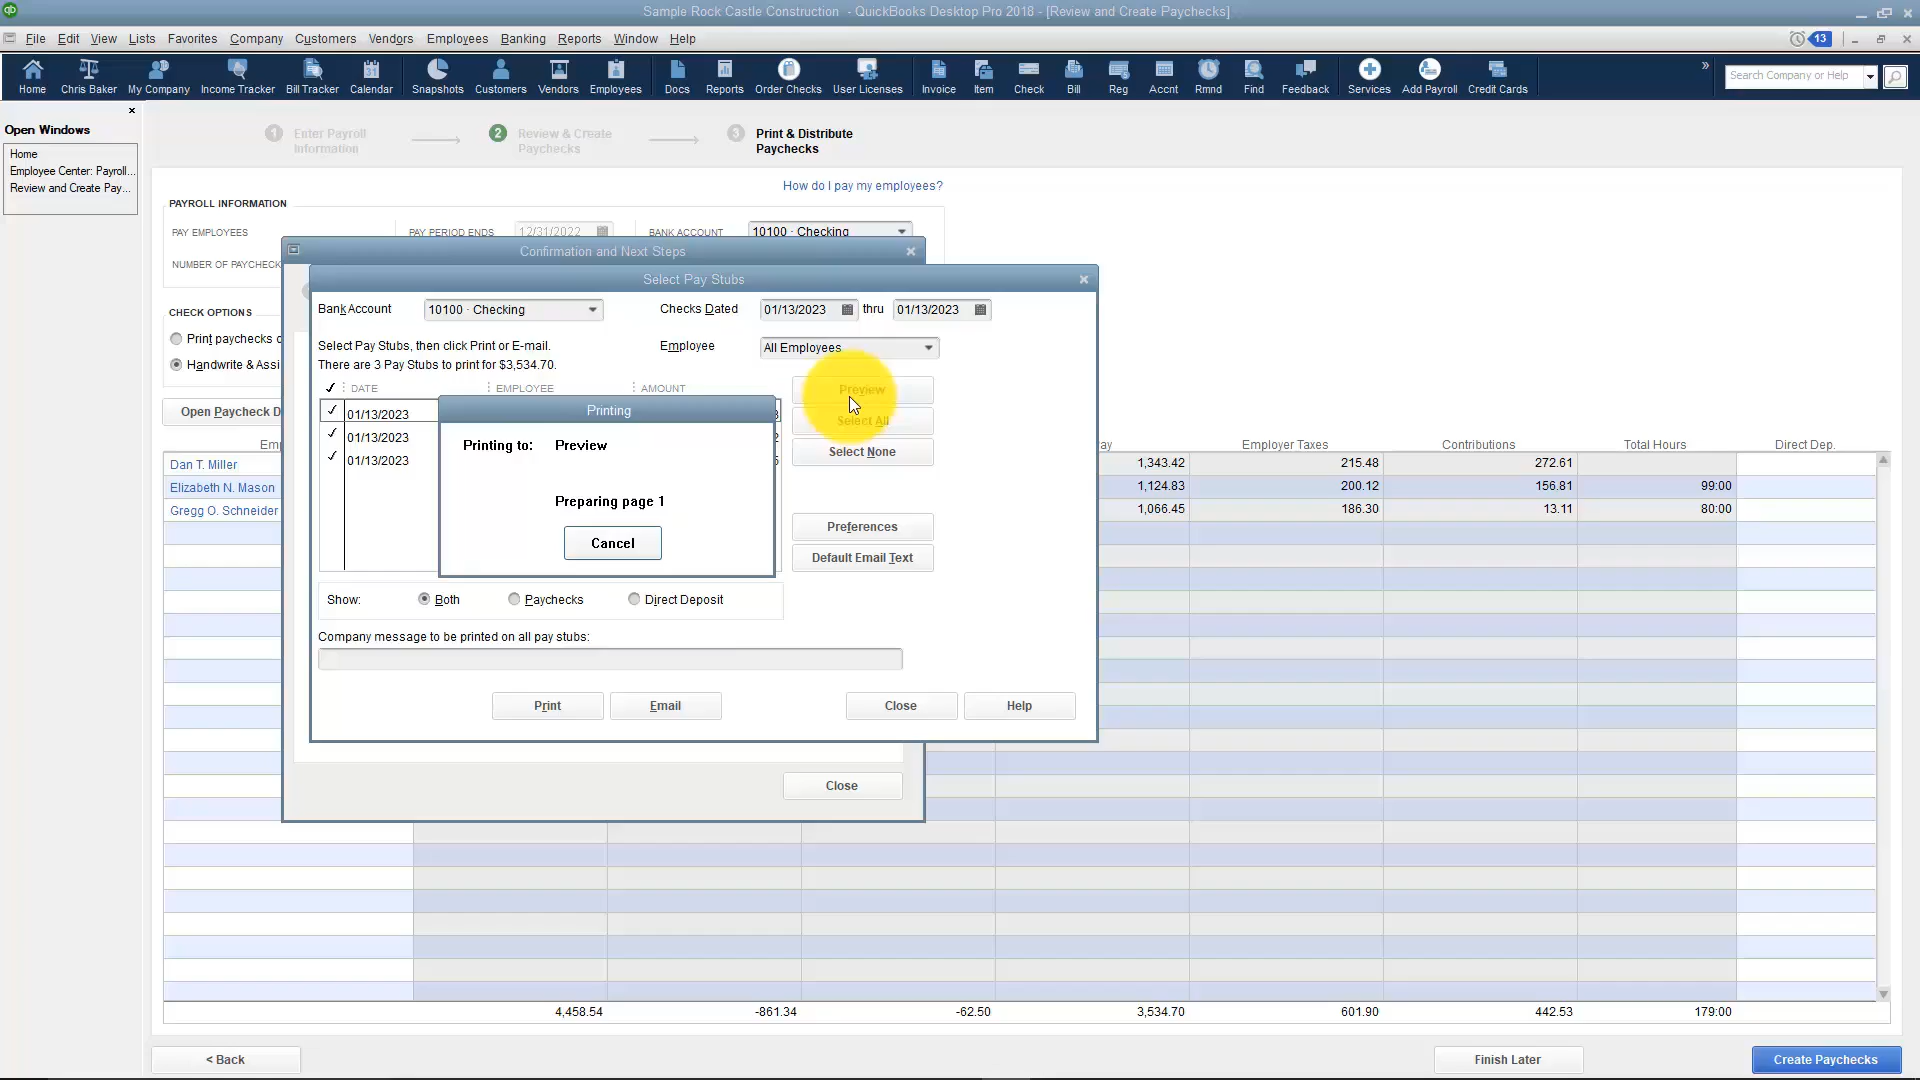 Sample Rock Castle Construction - QuickBooks Desktop Pro 2018 - [Review and Create Paychecks]
File Edit View Lists Favorites Company Customers Vendors Employees Banking Reports Window Help
13
Home Chris Baker My Company Income Tracker Bill Tracker Calendar Snapshots Customers Vendors Employees Docs Reports Order Checks User Licenses Invoice Item Check Bill Reg Accnt Rmnd Find Feedback Services Add Payroll Credit Cards
» Search Company or Help
Open Windows
Home
Employee Center: Payroll...
Review and Create Pay...
1 Enter Payroll Information
2 Review & Create Paychecks
3 Print & Distribute Paychecks
How do I pay my employees?
PAYROLL INFORMATION
PAY EMPLOYEES PAY PERIOD ENDS 12/31/2022 BANK ACCOUNT 10100 · Checking
NUMBER OF PAYCHECK
CHECK OPTIONS
Print paychecks
Handwrite & Assi
Open Paycheck D
Confirmation and Next Steps
Select Pay Stubs
Bank Account 10100 · Checking Checks Dated 01/13/2023 thru 01/13/2023
Select Pay Stubs, then click Print or E-mail. Employee All Employees
There are 3 Pay Stubs to print for $3,534.70.
✓ DATE EMPLOYEE AMOUNT
✓ 01/13/2023
✓ 01/13/2023
✓ 01/13/2023
Preview
Select All
Select None
Preferences
Default Email Text
Printing
Printing to: Preview
Preparing page 1
Cancel
Show: Both Paychecks Direct Deposit
Company message to be printed on all pay stubs:
Print Email Close Help
Close
Em ay Employer Taxes Contributions Total Hours Direct Dep.
Dan T. Miller 1,343.42 215.48 272.61
Elizabeth N. Mason 1,124.83 200.12 156.81 99:00
Gregg O. Schneider 1,066.45 186.30 13.11 80:00
4,458.54 -861.34 -62.50 3,534.70 601.90 442.53 179:00
< Back Finish Later Create Paychecks